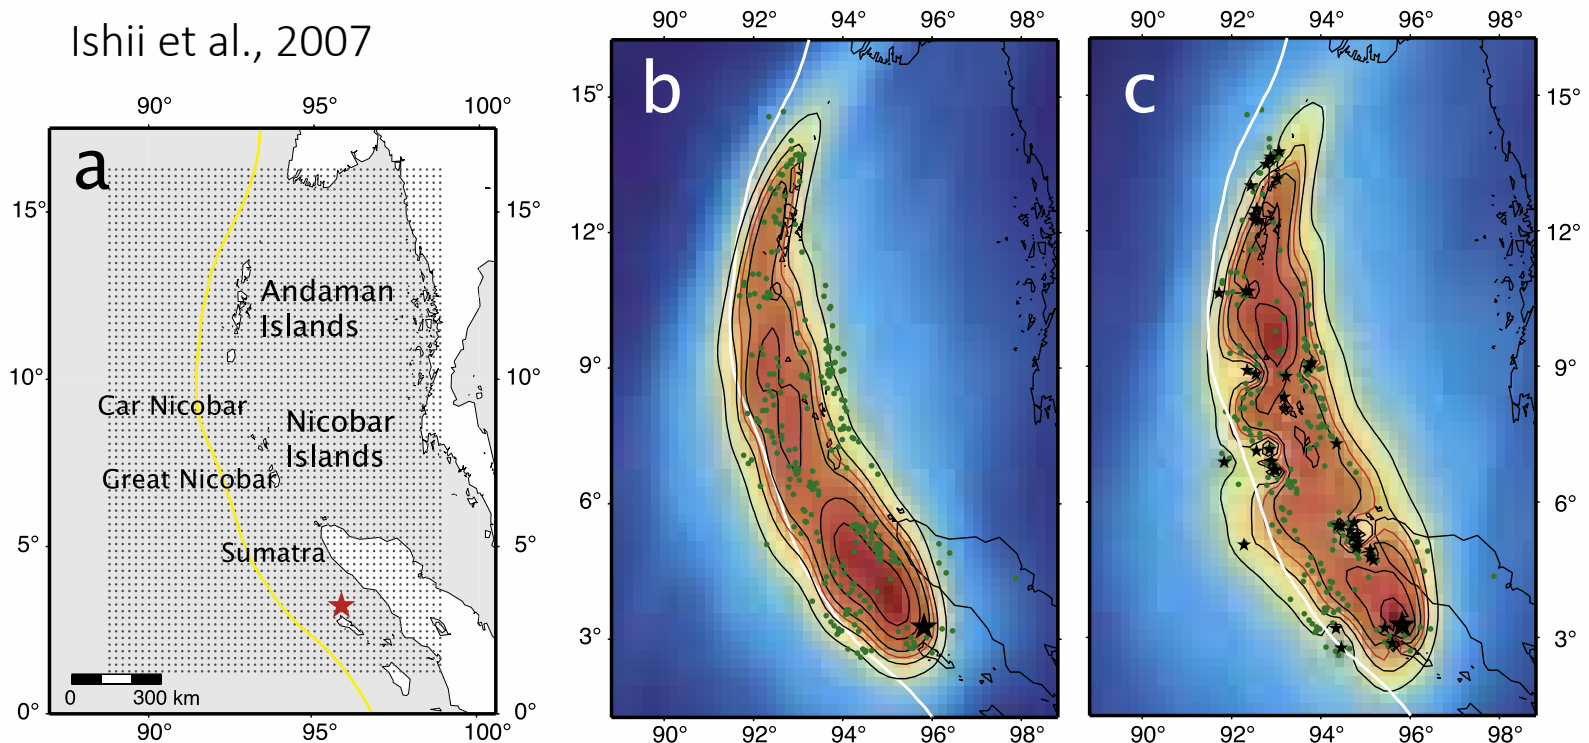 Ishii et al., 2007
90° 95° 100°
a
15° 15°
Andaman
Islands
10° 10°
Car Nicobar
Nicobar
Islands
Great Nicobar
5° 5°
Sumatra
0 300 km
0° 0°
90° 95° 100°
90° 92° 94° 96° 98°
b
15°
12°
9°
6°
3°
90° 92° 94° 96° 98°
90° 92° 94° 96° 98°
c
15°
12°
9°
6°
3°
90° 92° 94° 96° 98°